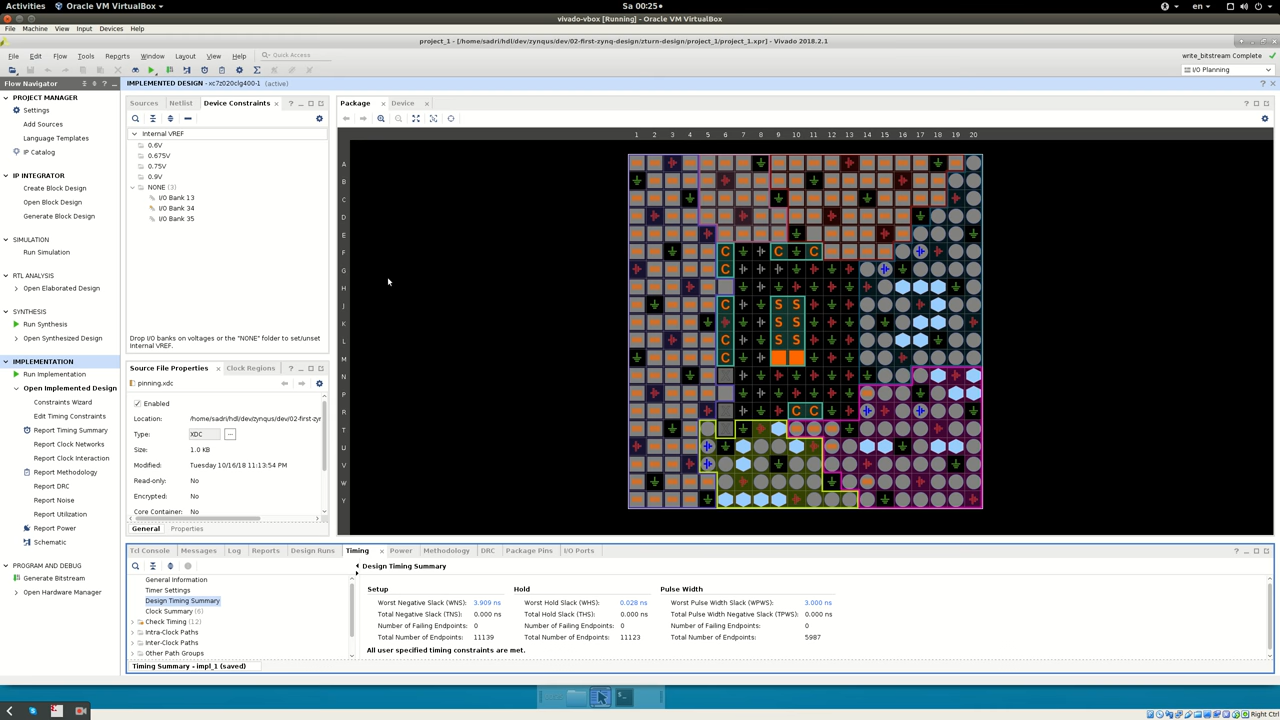 Activities
Oracle VM VirtualBox
Sa 00:25
en
vivado-vbox [Running] - Oracle VM VirtualBox
File Machine View Input Devices Help
project_1 - [/home/sadri/hdl/dev/zynqus/dev/02-first-zynq-design/zturn-design/project_1/project_1.xpr] - Vivado 2018.2.1
File Edit Flow Tools Reports Window Layout View Help
Quick Access
write_bitstream Complete
I/O Planning
Flow Navigator
PROJECT MANAGER
Settings
Add Sources
Language Templates
IP Catalog
IP INTEGRATOR
Create Block Design
Open Block Design
Generate Block Design
SIMULATION
Run Simulation
RTL ANALYSIS
Open Elaborated Design
SYNTHESIS
Run Synthesis
Open Synthesized Design
IMPLEMENTATION
Run Implementation
Open Implemented Design
Constraints Wizard
Edit Timing Constraints
Report Timing Summary
Report Clock Networks
Report Clock Interaction
Report Methodology
Report DRC
Report Noise
Report Utilization
Report Power
Schematic
PROGRAM AND DEBUG
Generate Bitstream
Open Hardware Manager
IMPLEMENTED DESIGN - xc7z020clg400-1 (active)
Sources Netlist Device Constraints
Internal VREF
0.6V
0.675V
0.75V
0.9V
NONE (3)
I/O Bank 13
I/O Bank 34
I/O Bank 35
Drop I/O banks on voltages or the "NONE" folder to set/unset
Internal VREF.
Source File Properties Clock Regions
pinning.xdc
Enabled
Location: /home/sadri/hdl/dev/zynqus/dev/02-first-zyr
Type: XDC
Size: 1.0 KB
Modified: Tuesday 10/16/18 11:13:54 PM
Read-only: No
Encrypted: No
Core Container: No
General Properties
Package Device
1 2 3 4 5 6 7 8 9 10 11 12 13 14 15 16 17 18 19 20
A
B
C
D
E
F C C C
G C
H
J C S S
K S S
L C S S
M C
N
P
R C C
T
U
V
W
Y
Tcl Console Messages Log Reports Design Runs Timing Power Methodology DRC Package Pins I/O Ports
General Information
Timer Settings
Design Timing Summary
Clock Summary (6)
Check Timing (12)
Intra-Clock Paths
Inter-Clock Paths
Other Path Groups
Timing Summary - impl_1 (saved)
Design Timing Summary
Setup Hold Pulse Width
Worst Negative Slack (WNS): 3.909 ns Worst Hold Slack (WHS): 0.028 ns Worst Pulse Width Slack (WPWS): 3.000 ns
Total Negative Slack (TNS): 0.000 ns Total Hold Slack (THS): 0.000 ns Total Pulse Width Negative Slack (TPWS): 0.000 ns
Number of Failing Endpoints: 0 Number of Failing Endpoints: 0 Number of Failing Endpoints: 0
Total Number of Endpoints: 11139 Total Number of Endpoints: 11123 Total Number of Endpoints: 5987
All user specified timing constraints are met.
Right Ctrl